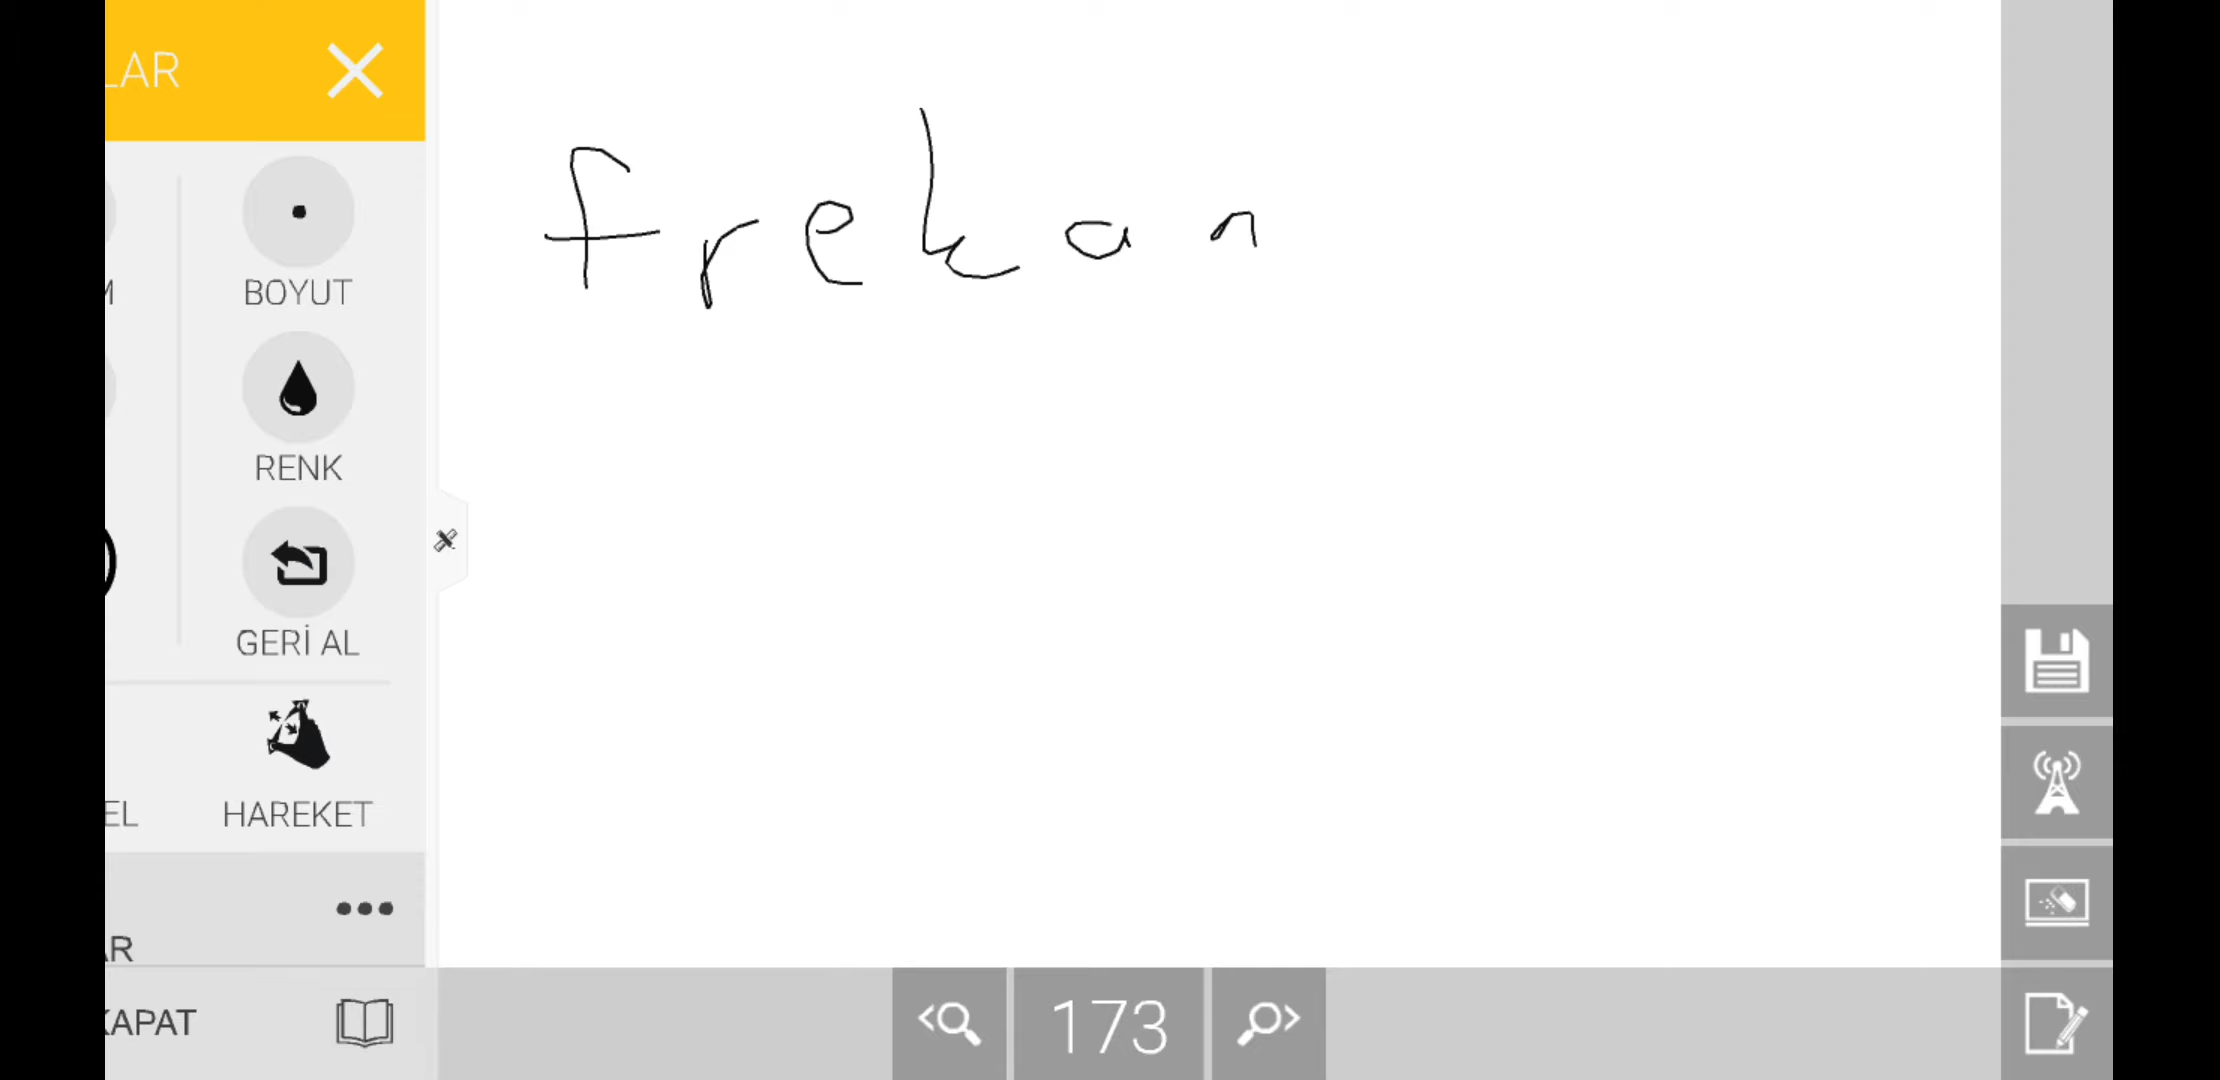 LAR
frekan
BOYUT
RENK
GERİ AL
EL HAREKET
AR
KAPAT
173